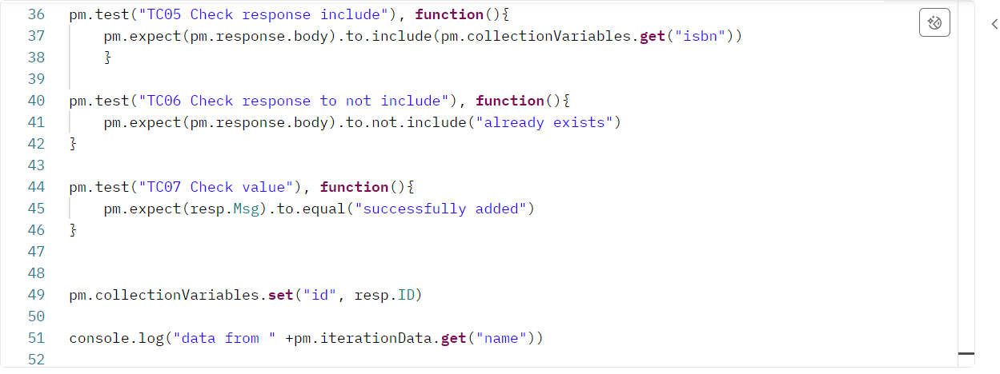 36 pm.test("TC05 Check response include"), function(){
37     pm.expect(pm.response.body).to.include(pm.collectionVariables.get("isbn"))
38     }
39
40 pm.test("TC06 Check response to not include"), function(){
41     pm.expect(pm.response.body).to.not.include("already exists")
42 }
43
44 pm.test("TC07 Check value"), function(){
45     pm.expect(resp.Msg).to.equal("successfully added")
46 }
47
48
49 pm.collectionVariables.set("id", resp.ID)
50
51 console.log("data from " +pm.iterationData.get("name"))
52